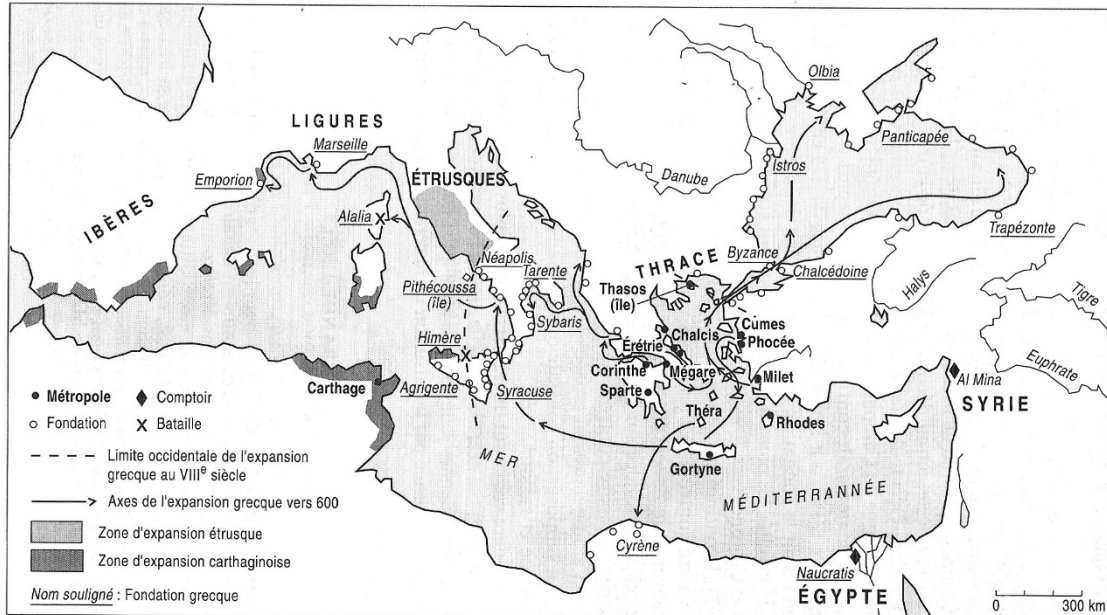 Olbia
LIGURES
Marseille
Panticapée
Istros
Emporion
ÉTRUSQUES
Danube
IBÈRES
Alalia
Trapézonte
Byzance
Néapolis
THRACE
Chalcédoine
Tarente
Halys
Pithécoussa
(île)
Thasos
(île)
Tigre
Sybaris
Cumes
Chalcis
Phocée
Himère
Érétrie
Euphrate
Corinthe
Mégare
Milet
Al Mina
Carthage
Agrigente
Syracuse
Sparte
SYRIE
Théra
Rhodes
MER
Gortyne
MÉDITERRANNÉE
Cyrène
Naucratis
ÉGYPTE
Métropole
Comptoir
Fondation
Bataille
Limite occidentale de l'expansion
grecque au VIIIe siècle
Axes de l'expansion grecque vers 600
Zone d'expansion étrusque
Zone d'expansion carthaginoise
Nom souligné : Fondation grecque
0 300 km